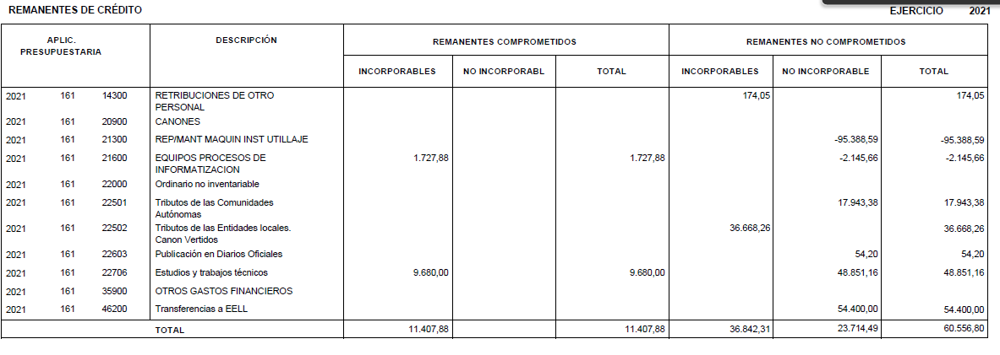 REMANENTES DE CRÉDITO EJERCICIO 2021
APLIC. PRESUPUESTARIA DESCRIPCIÓN REMANENTES COMPROMETIDOS REMANENTES NO COMPROMETIDOS
INCORPORABLES NO INCORPORABL TOTAL INCORPORABLES NO INCORPORABLE TOTAL
2021 161 14300 RETRIBUCIONES DE OTRO 174,05 174,05
PERSONAL
2021 161 20900 CANONES
2021 161 21300 REP/MANT MAQUIN INST UTILLAJE -95.388,59 -95.388,59
2021 161 21600 EQUIPOS PROCESOS DE 1.727,88 1.727,88 -2.145,66 -2.145,66
INFORMATIZACION
2021 161 22000 Ordinario no inventariable
2021 161 22501 Tributos de las Comunidades 17.943,38 17.943,38
Autónomas
2021 161 22502 Tributos de las Entidades locales. 36.668,26 36.668,26
Canon Vertidos
2021 161 22603 Publicación en Diarios Oficiales 54,20 54,20
2021 161 22706 Estudios y trabajos técnicos 9.680,00 9.680,00 48.851,16 48.851,16
2021 161 35900 OTROS GASTOS FINANCIEROS
2021 161 46200 Transferencias a EELL 54.400,00 54.400,00
TOTAL 11.407,88 11.407,88 36.842,31 23.714,49 60.556,80